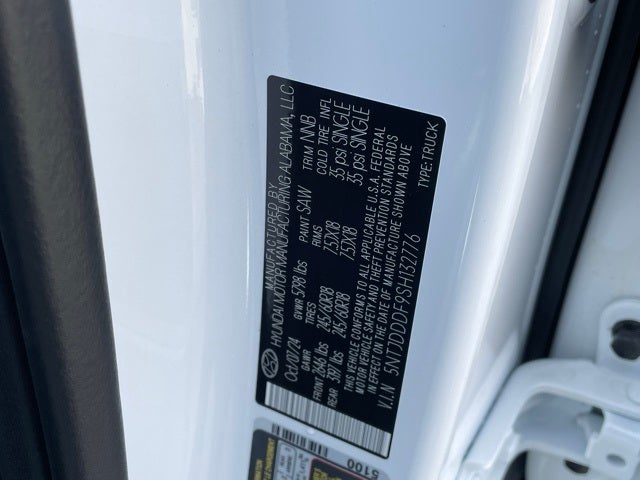 MANUFACTURED BY
HYUNDAI MOTOR MANUFACTURING ALABAMA, LLC
Oct/07/24 GVWR 5798 lbs PAINT SAW TRIM NNB
GAWR TIRES RIMS COLD TIRE INFL
FRONT 2646 lbs 245/60R18 7.5JX18 35 psi SINGLE
REAR 3197 lbs 245/60R18 7.5JX18 35 psi SINGLE
THIS VEHICLE CONFORMS TO ALL APPLICABLE U.S.A. FEDERAL
MOTOR VEHICLE SAFETY AND THEFT PREVENTION STANDARDS
IN EFFECT ON THE DATE OF MANUFACTURE SHOWN ABOVE
V.I.N 5NTJDDDF9SH132776 TYPE:TRUCK
5100